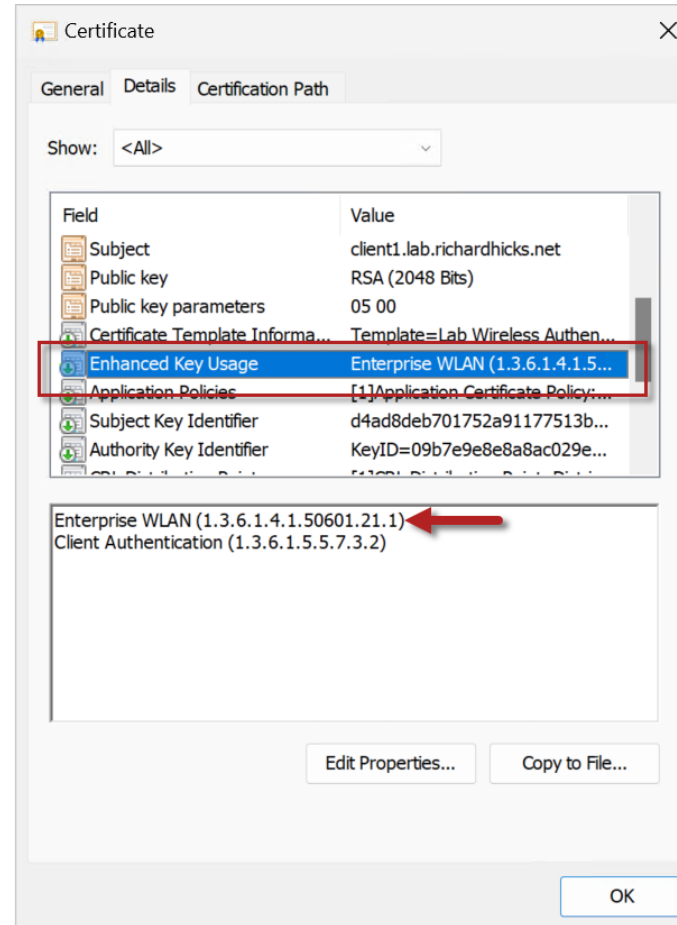 Certificate
General Details Certification Path
Show: <All>
Field Value
Subject client1.lab.richardhicks.net
Public key RSA (2048 Bits)
Public key parameters 05 00
Certificate Template Informa... Template=Lab Wireless Authen...
Enhanced Key Usage Enterprise WLAN (1.3.6.1.4.1.5...
Application Policies [1]Application Certificate Policy:...
Subject Key Identifier d4ad8deb701752a91177513b...
Authority Key Identifier KeyID=09b7e9e8e8a8ac029e...
Enterprise WLAN (1.3.6.1.4.1.50601.21.1)
Client Authentication (1.3.6.1.5.5.7.3.2)
Edit Properties... Copy to File...
OK